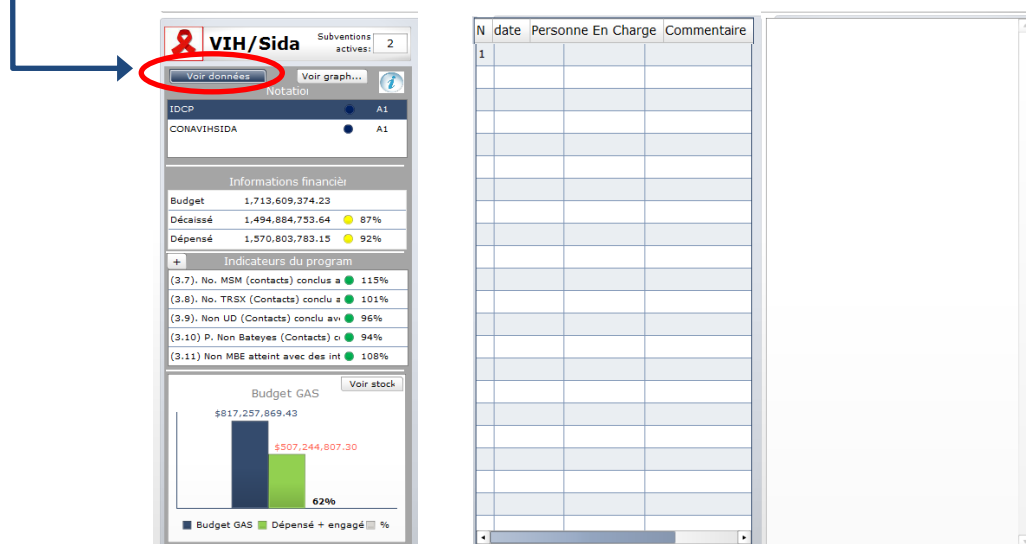 VIH/Sida
Subventions
actives:
2
Voir données
Voir graph...
Notation
IDCP A1
CONAVIHSIDA A1
Informations financièr
Budget 1,713,609,374.23
Décaissé 1,494,884,753.64 87%
Dépensé 1,570,803,783.15 92%
+ Indicateurs du program
(3.7). No. MSM (contacts) conclus a 115%
(3.8). No. TRSX (Contacts) conclu a 101%
(3.9). Non UD (Contacts) conclu av 96%
(3.10) P. Non Bateyes (Contacts) c 94%
(3.11) Non MBE atteint avec des int 108%
Voir stock
Budget GAS
$817,257,869.43
$507,244,807.30
62%
Budget GAS Dépensé + engagé %
N date Personne En Charge Commentaire
1